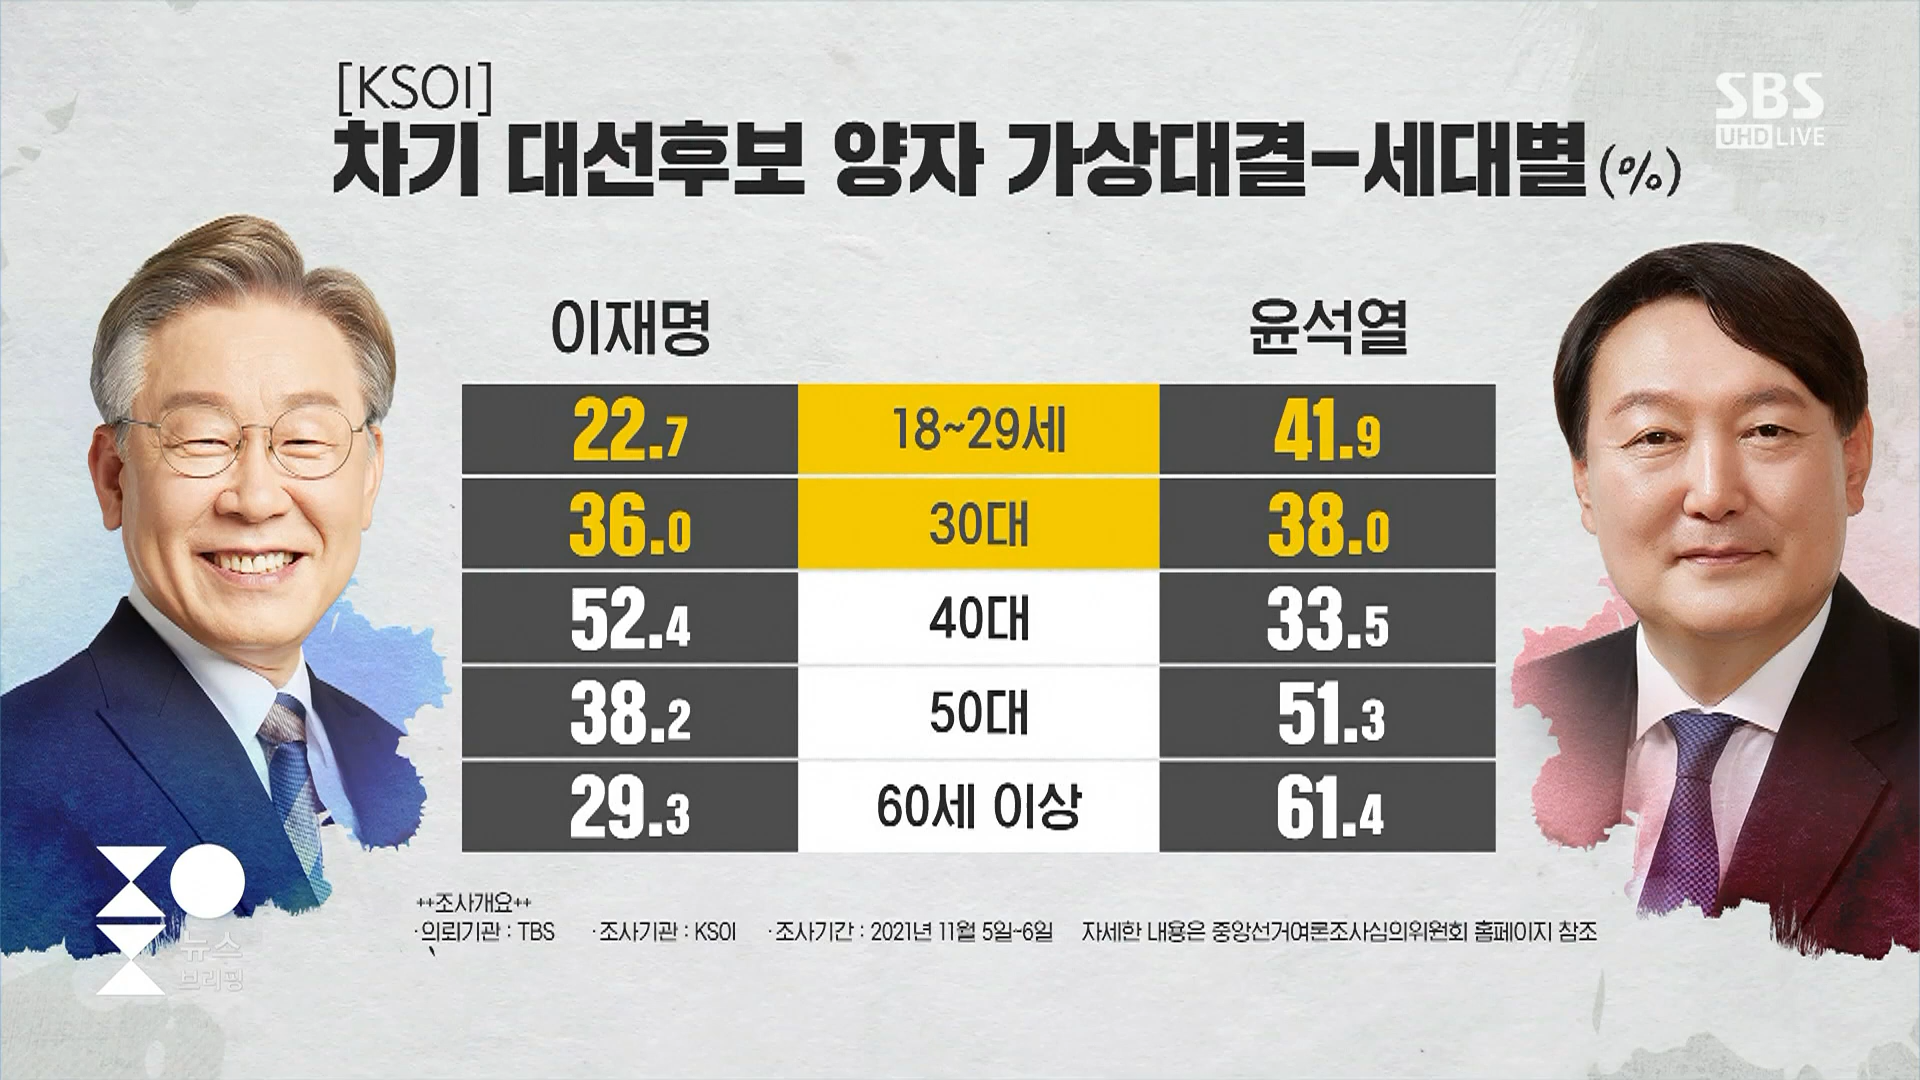 [KSOI]
SBS
UHD LIVE
차기 대선후보 양자 가상대결-세대별(%)
이재명 윤석열
22.7 18~29세 41.9
36.0 30대 38.0
52.4 40대 33.5
38.2 50대 51.3
29.3 60세 이상 61.4
++조사개요++
·의뢰기관 : TBS ·조사기관 : KSOI ·조사기간 : 2021년 11월 5일~6일 자세한 내용은 중앙선거여론조사심의위원회 홈페이지 참조
뉴스
브리핑